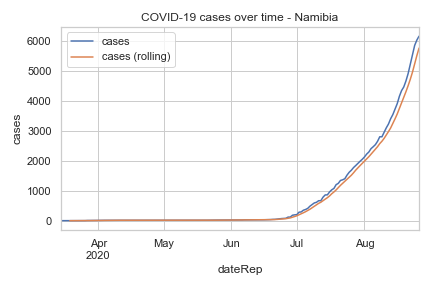 COVID-19 cases over time - Namibia
cases
cases (rolling)
6000
5000
4000
3000
2000
1000
0
cases
Apr
2020
May
Jun
Jul
Aug
dateRep